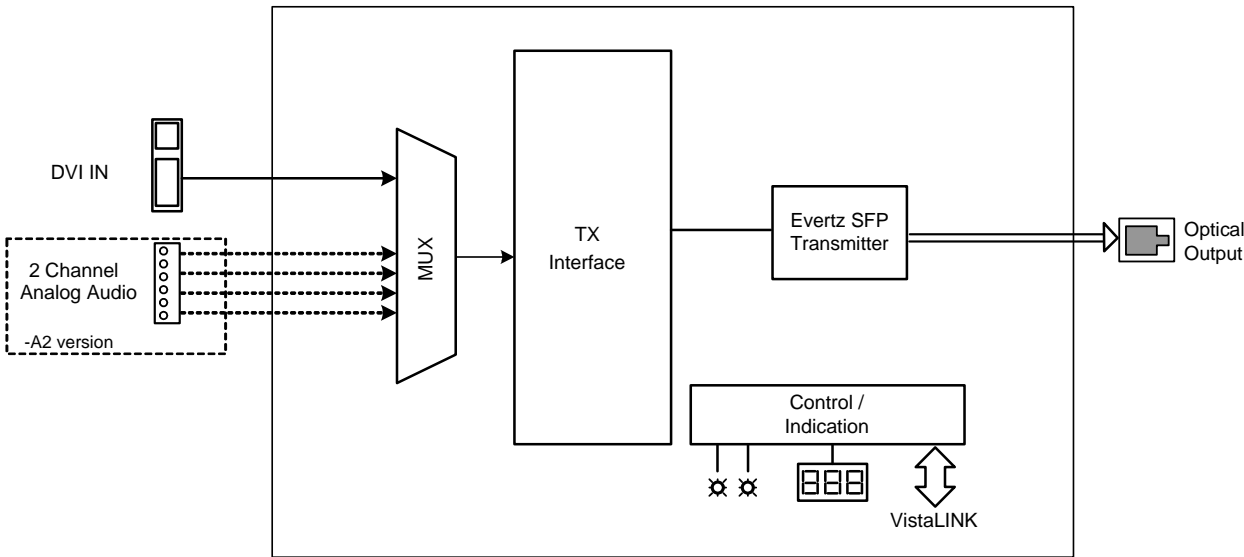 DVI IN
2 Channel
Analog Audio
-A2 version
MUX
TX
Interface
Evertz SFP
Transmitter
Optical
Output
Control /
Indication
888
VistaLINK